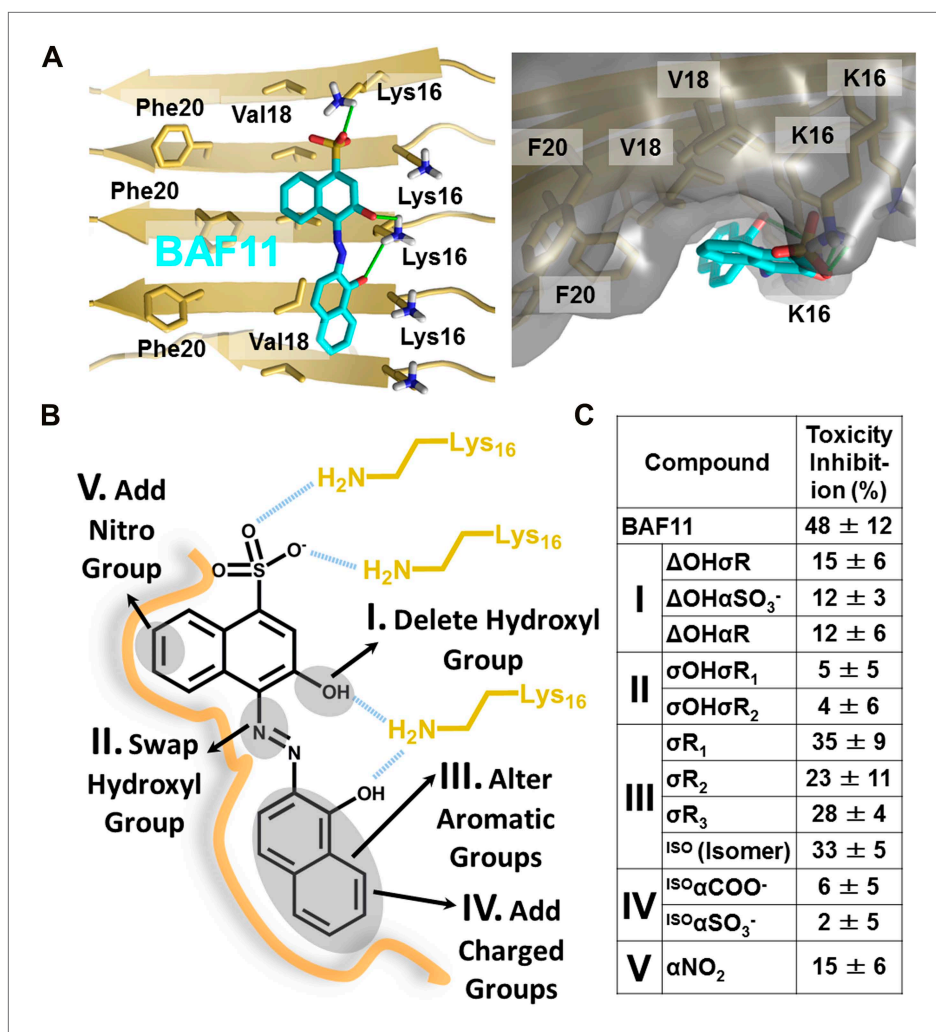 A
Phe20
Val18
Lys16
Phe20
Lys16
BAF11
Lys16
Phe20
Val18
Lys16
V18
K16
F20
V18
K16
F20
K16
B
V. Add
Nitro
Group
H₂N
Lys₁₆
O
O
S
O⁻
H₂N
Lys₁₆
I. Delete Hydroxyl
Group
OH
H₂N
Lys₁₆
N
N
II. Swap
Hydroxyl
Group
OH
III. Alter
Aromatic
Groups
IV. Add
Charged
Groups
C
Compound Toxicity
Inhibit-
ion (%)
BAF11 48 ± 12
I ΔOHσR 15 ± 6
ΔOHαSO₃⁻ 12 ± 3
ΔOHαR 12 ± 6
II σOHσR₁ 5 ± 5
σOHσR₂ 4 ± 6
III σR₁ 35 ± 9
σR₂ 23 ± 11
σR₃ 28 ± 4
ᴵˢᴼ (Isomer) 33 ± 5
IV ᴵˢᴼαCOO⁻ 6 ± 5
ᴵˢᴼαSO₃⁻ 2 ± 5
V αNO₂ 15 ± 6